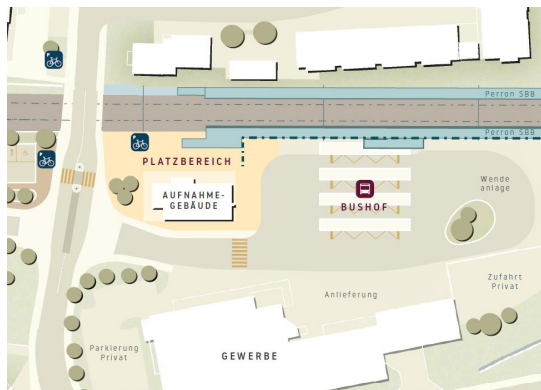 Perron SBB
Perron SBB
PLATZBEREICH
AUFNAHME-
GEBÄUDE
BUSHOF
Wende
anlage
Zufahrt
Privat
Anlieferung
Parkierung
Privat
GEWERBE